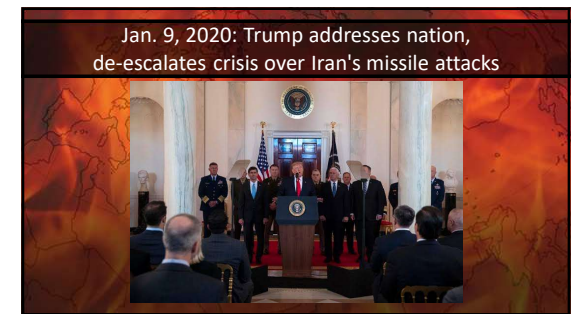 Jan. 9, 2020: Trump addresses nation,
de-escalates crisis over Iran's missile attacks